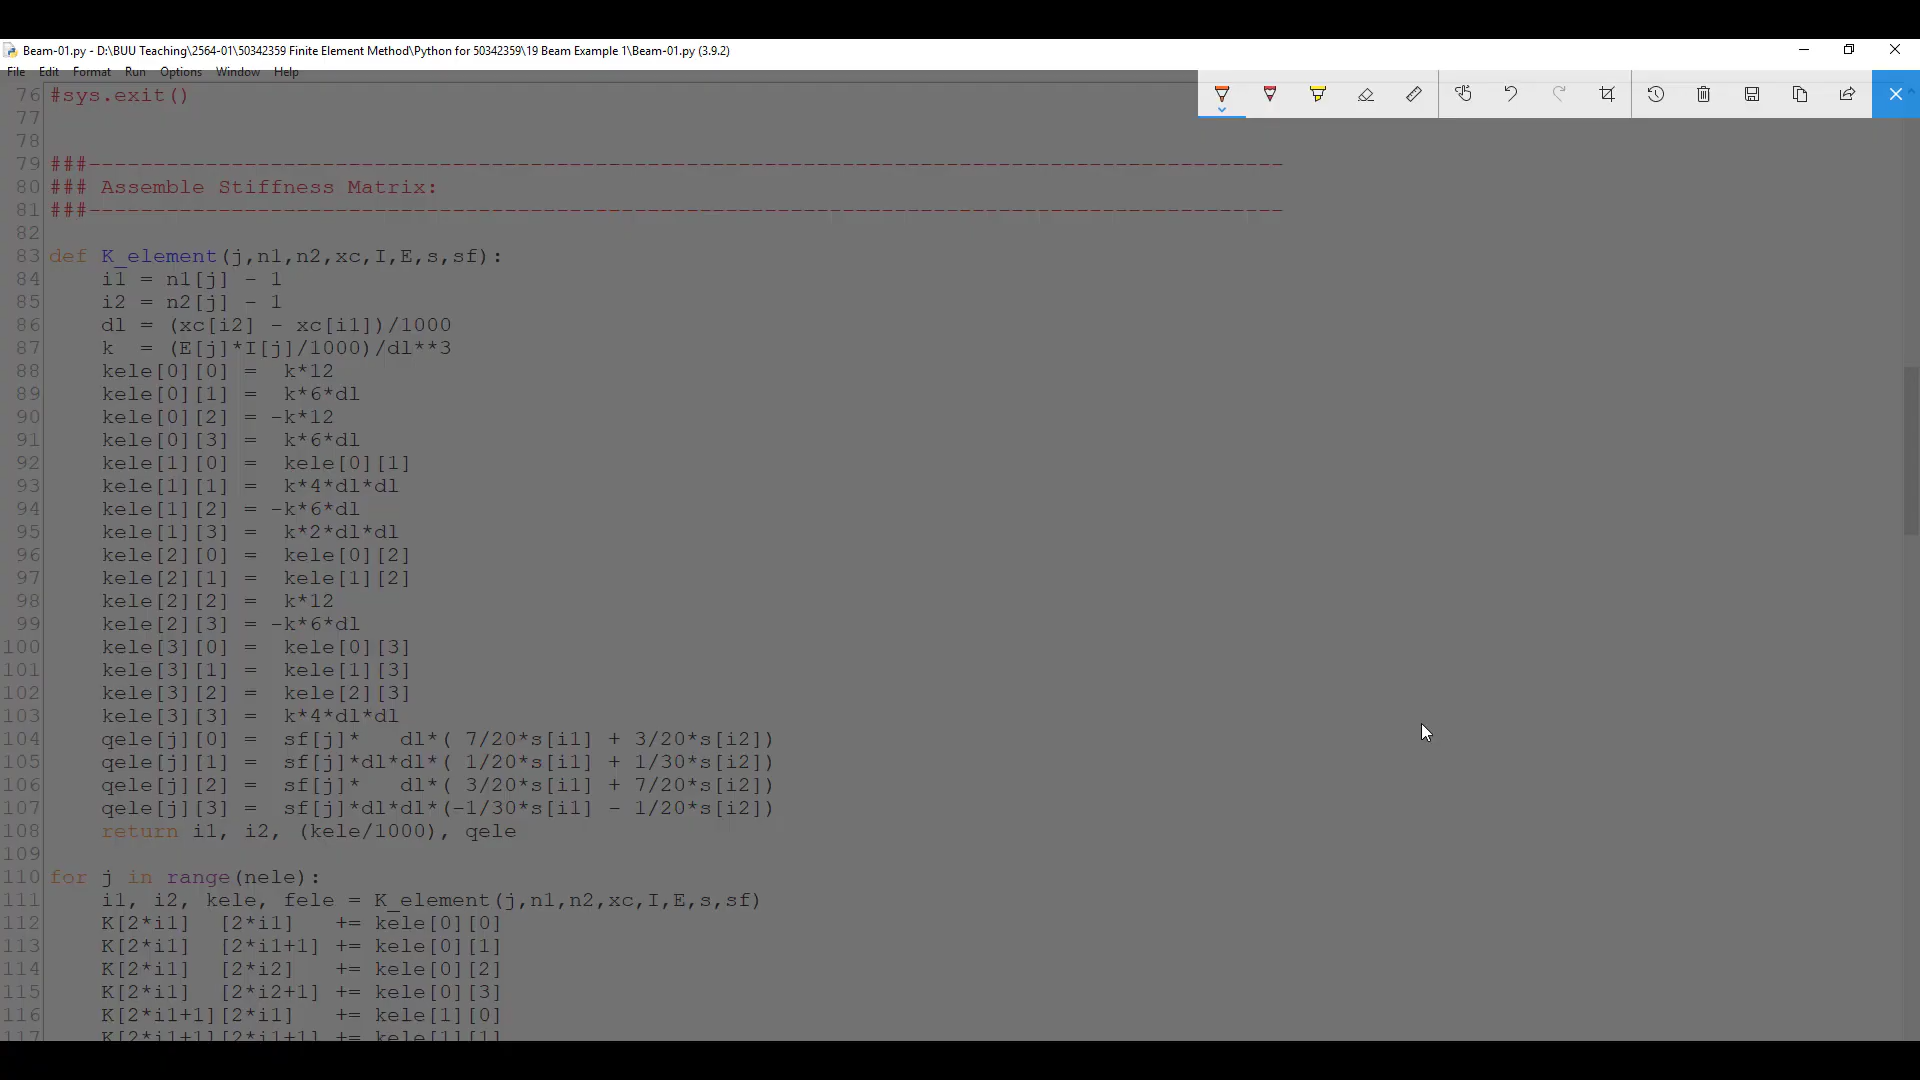 Beam-01.py - D:\BUU Teaching\2564-01\50342359 Finite Element Method\Python for 50342359\19 Beam Example 1\Beam-01.py (3.9.2)
File Edit Format Run Options Window Help
76 #sys.exit()
77
78
79 ###---------------------------------------------------------------------------------------------
80 ### Assemble Stiffness Matrix:
81 ###---------------------------------------------------------------------------------------------
82
83 def K_element(j,n1,n2,xc,I,E,s,sf):
84     i1 = n1[j] - 1
85     i2 = n2[j] - 1
86     dl = (xc[i2] - xc[i1])/1000
87     k  = (E[j]*I[j]/1000)/dl**3
88     kele[0][0] =  k*12
89     kele[0][1] =  k*6*dl
90     kele[0][2] = -k*12
91     kele[0][3] =  k*6*dl
92     kele[1][0] =  kele[0][1]
93     kele[1][1] =  k*4*dl*dl
94     kele[1][2] = -k*6*dl
95     kele[1][3] =  k*2*dl*dl
96     kele[2][0] =  kele[0][2]
97     kele[2][1] =  kele[1][2]
98     kele[2][2] =  k*12
99     kele[2][3] = -k*6*dl
100     kele[3][0] =  kele[0][3]
101     kele[3][1] =  kele[1][3]
102     kele[3][2] =  kele[2][3]
103     kele[3][3] =  k*4*dl*dl
104     qele[j][0] =  sf[j]*   dl*( 7/20*s[i1] + 3/20*s[i2])
105     qele[j][1] =  sf[j]*dl*dl*( 1/20*s[i1] + 1/30*s[i2])
106     qele[j][2] =  sf[j]*   dl*( 3/20*s[i1] + 7/20*s[i2])
107     qele[j][3] =  sf[j]*dl*dl*(-1/30*s[i1] - 1/20*s[i2])
108     return i1, i2, (kele/1000), qele
109
110 for j in range(nele):
111     i1, i2, kele, fele = K_element(j,n1,n2,xc,I,E,s,sf)
112     K[2*i1]  [2*i1]   += kele[0][0]
113     K[2*i1]  [2*i1+1] += kele[0][1]
114     K[2*i1]  [2*i2]   += kele[0][2]
115     K[2*i1]  [2*i2+1] += kele[0][3]
116     K[2*i1+1][2*i1]   += kele[1][0]
117     K[2*i1+1][2*i1+1] += kele[1][1]